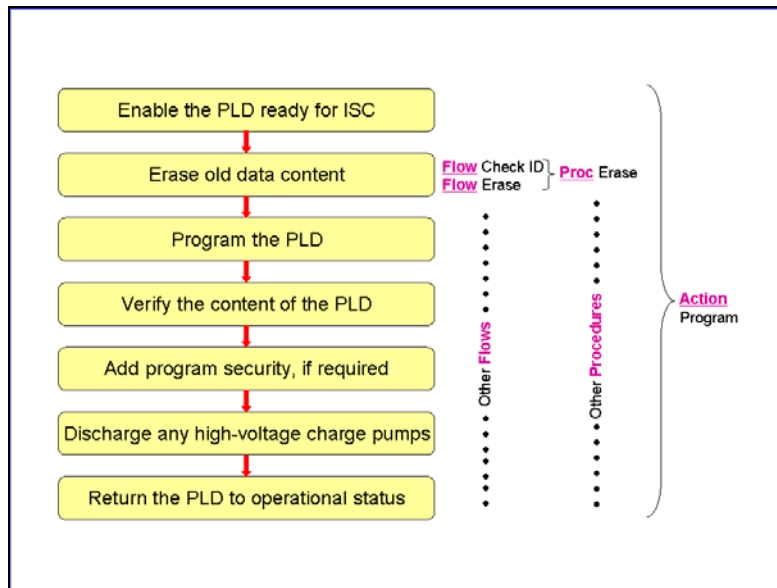 Enable the PLD ready for ISC
Erase old data content
Flow Check ID
Flow Erase
Proc Erase
Program the PLD
Verify the content of the PLD
Add program security, if required
Discharge any high-voltage charge pumps
Return the PLD to operational status
Other Flows
Other Procedures
Action
Program